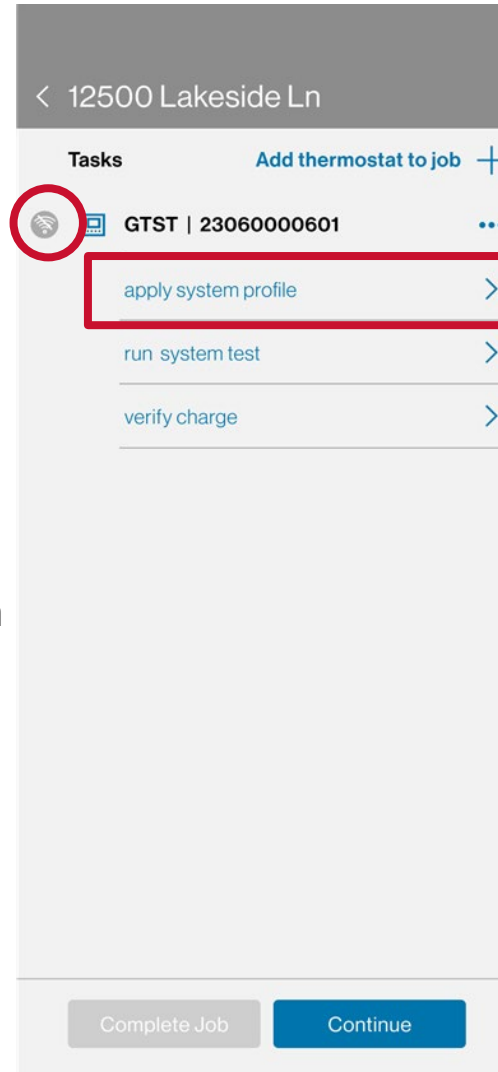 < 12500 Lakeside Ln
Tasks Add thermostat to job +
GTST | 23060000601 •••
apply system profile >
run system test >
verify charge >
Complete Job Continue